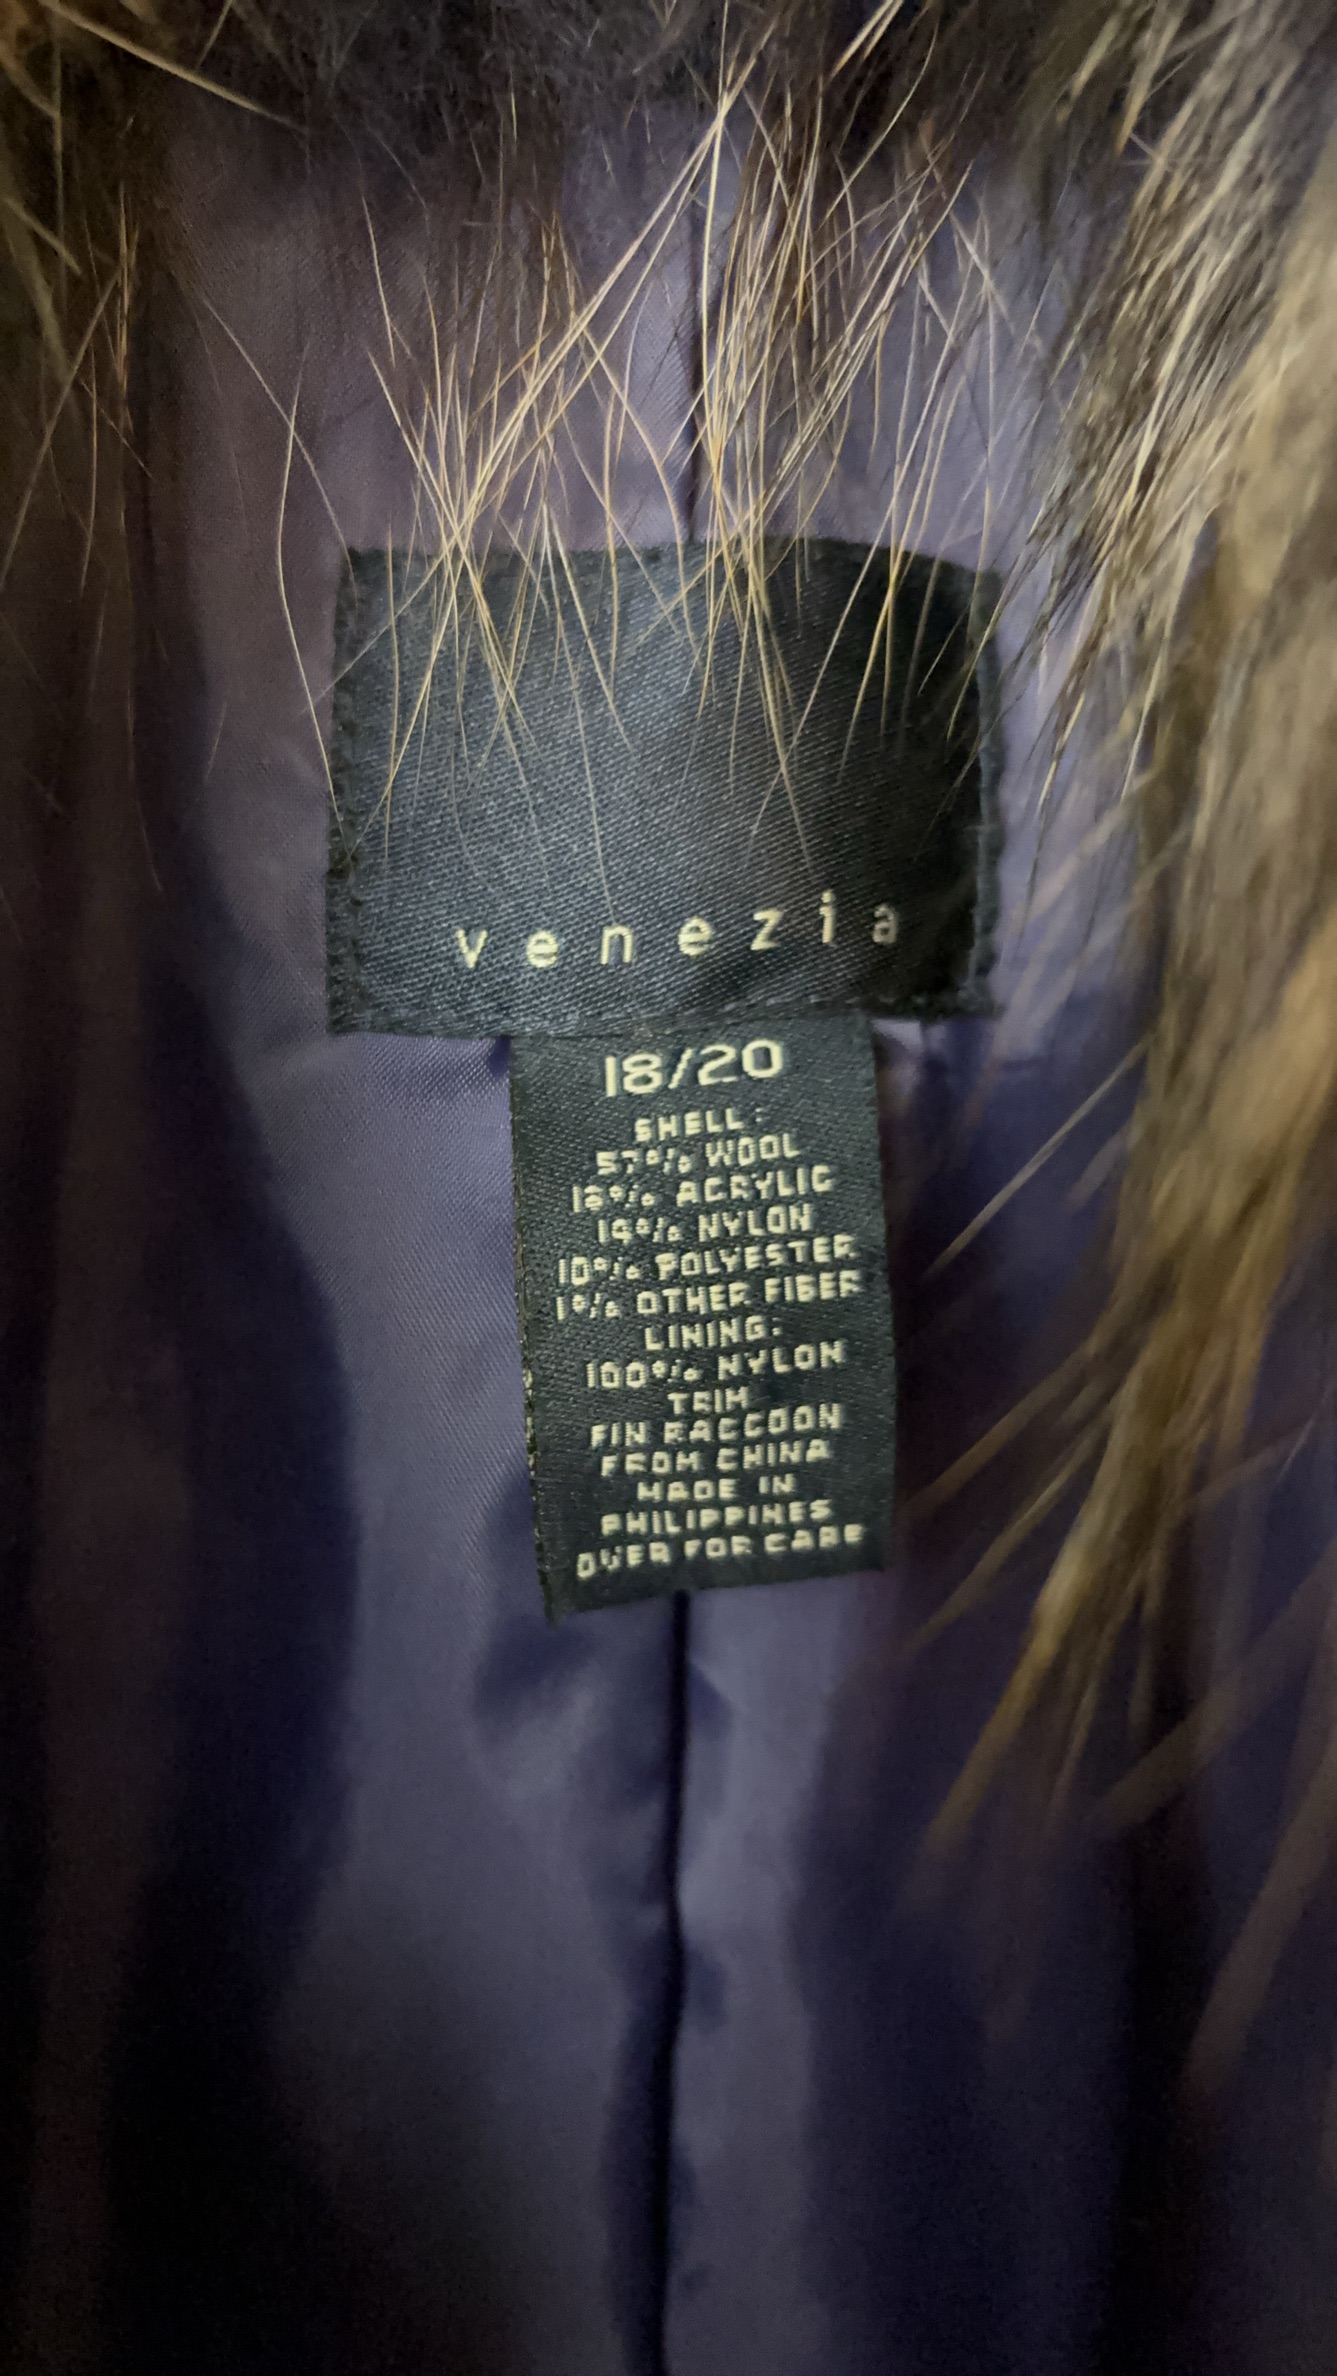 venezia
18/20
SHELL:
57% WOOL
18% ACRYLIC
14% NYLON
10% POLYESTER
1% OTHER FIBER
LINING:
100% NYLON
TRIM
FIN RACCOON
FROM CHINA
MADE IN
PHILIPPINES
OVER FOR CARE